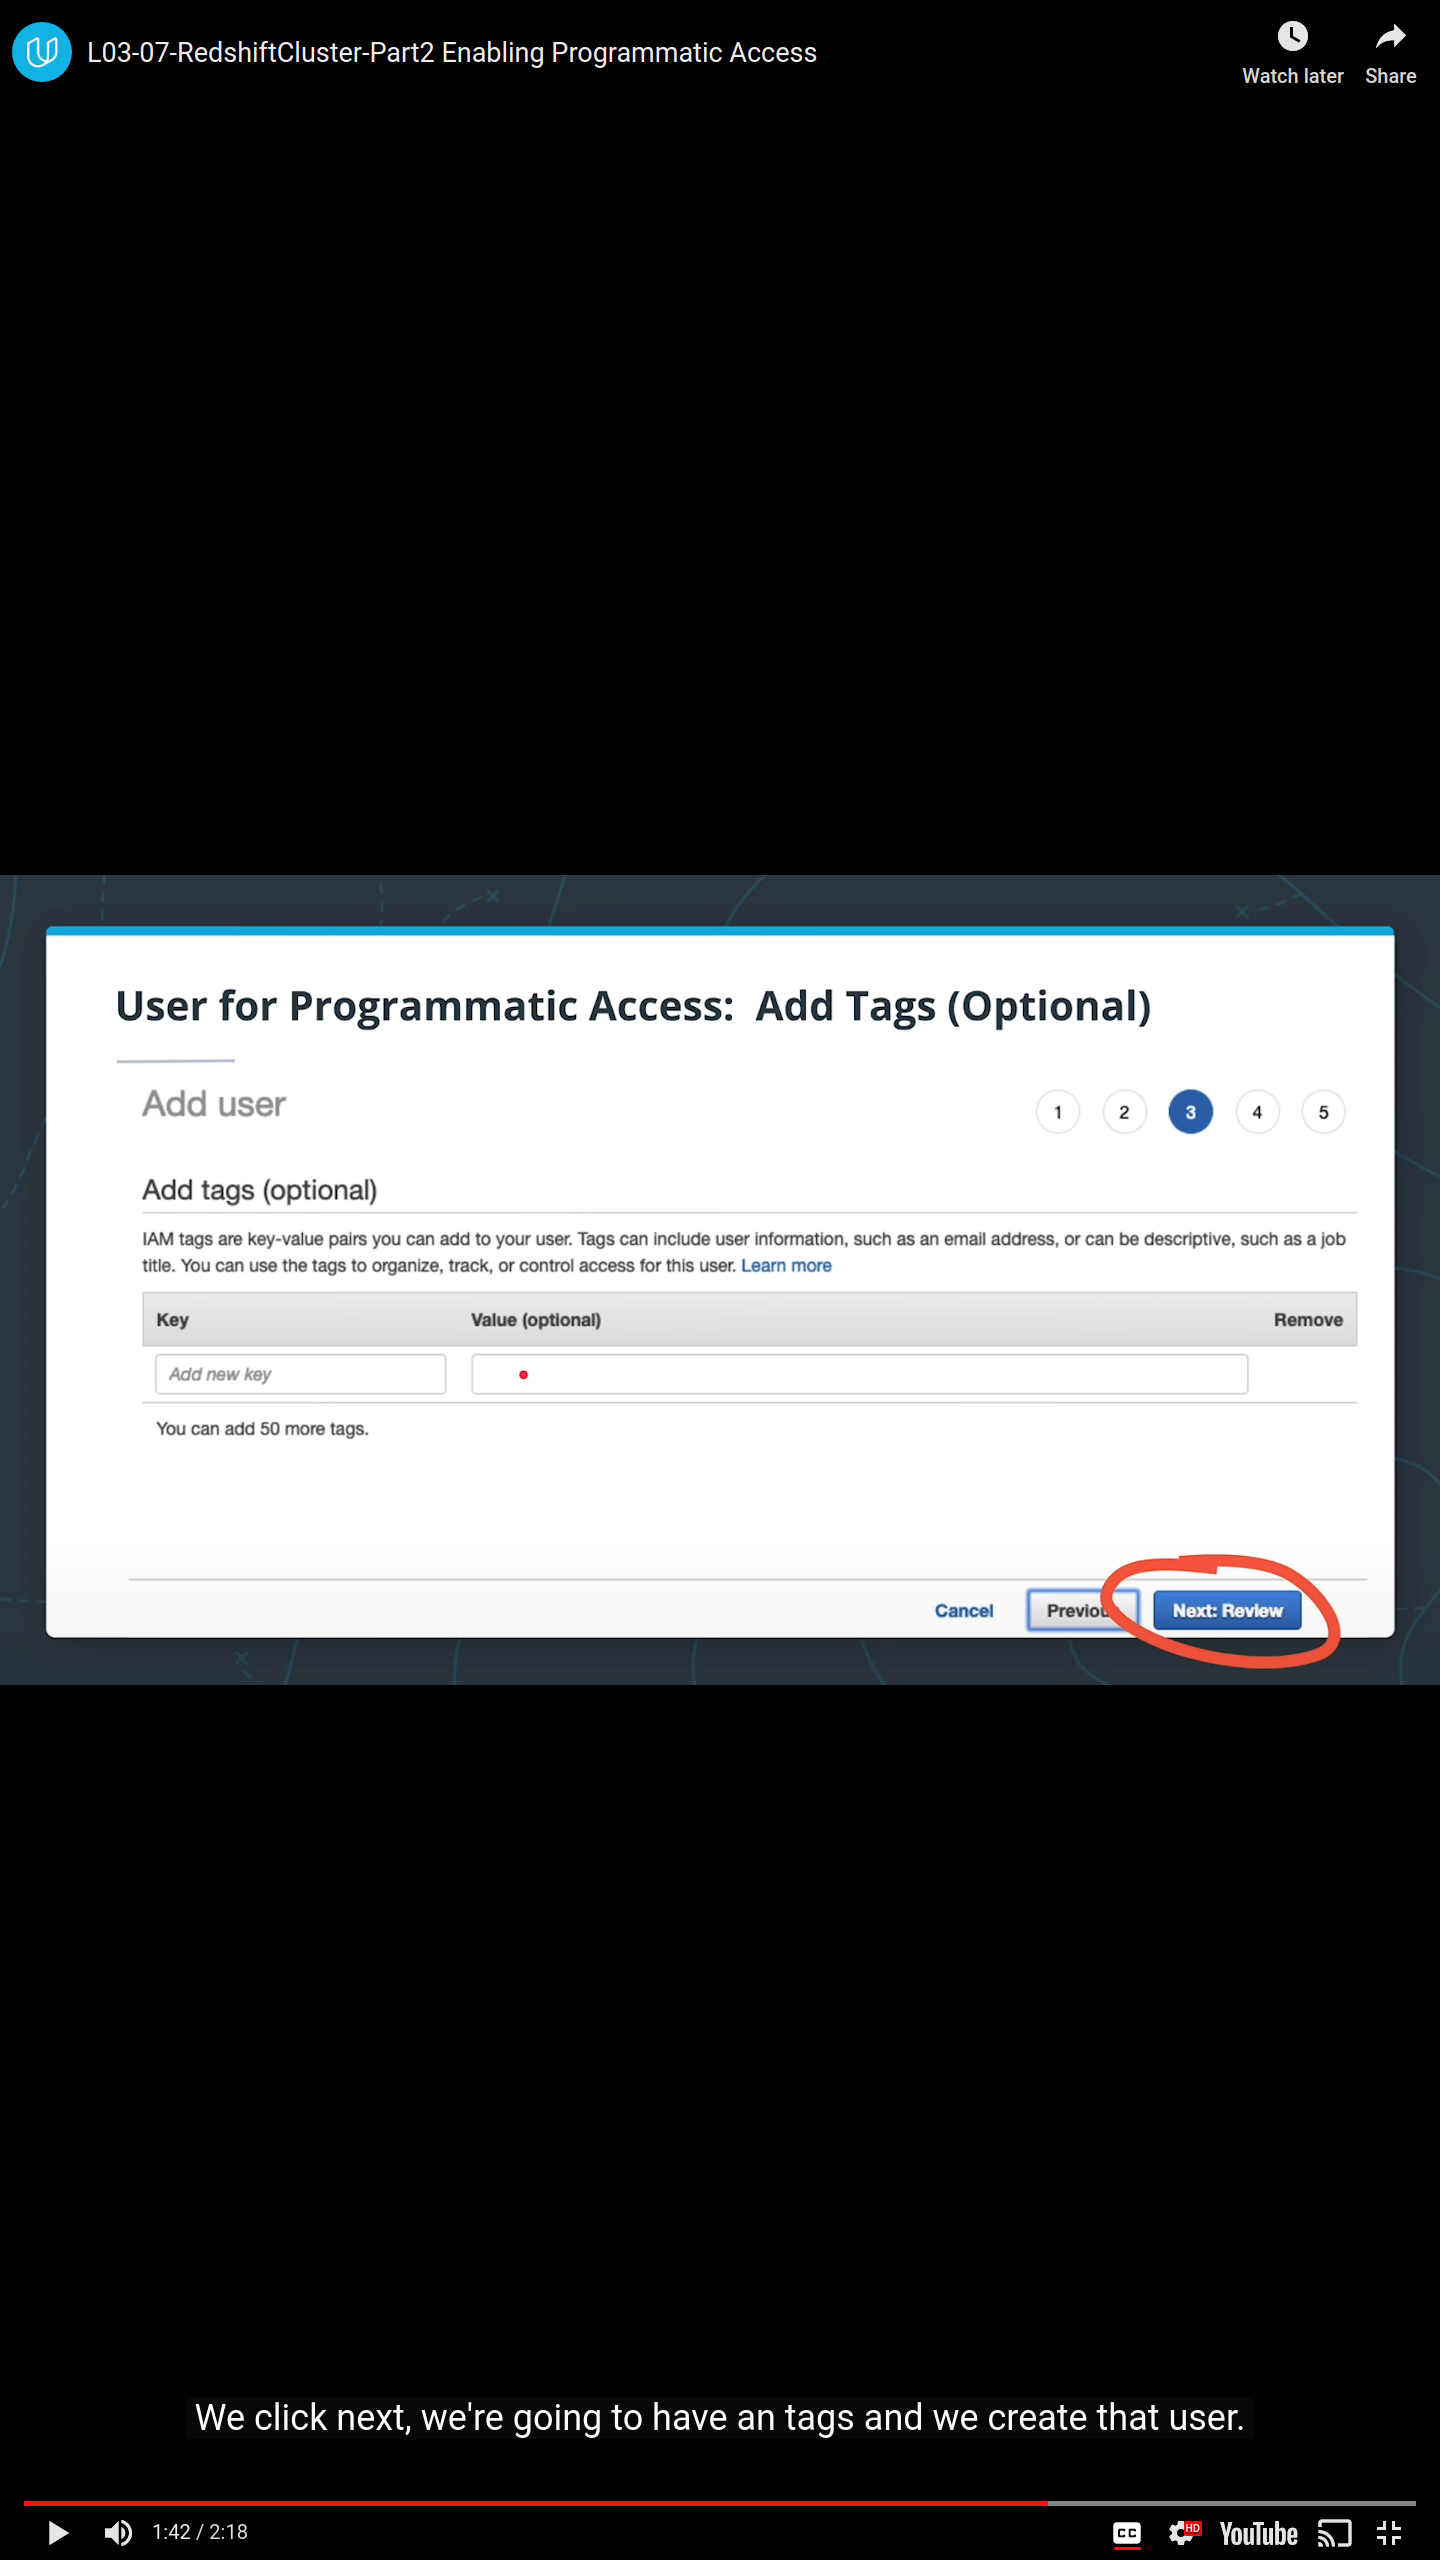 L03-07-RedshiftCluster-Part2 Enabling Programmatic Access
Watch later
Share
User for Programmatic Access: Add Tags (Optional)
Add user
1 2 3 4 5
Add tags (optional)
IAM tags are key-value pairs you can add to your user. Tags can include user information, such as an email address, or can be descriptive, such as a job
title. You can use the tags to organize, track, or control access for this user. Learn more
Key Value (optional) Remove
Add new key
You can add 50 more tags.
Cancel Previou Next: Review
We click next, we're going to have an tags and we create that user.
1:42 / 2:18
CC HD YouTube